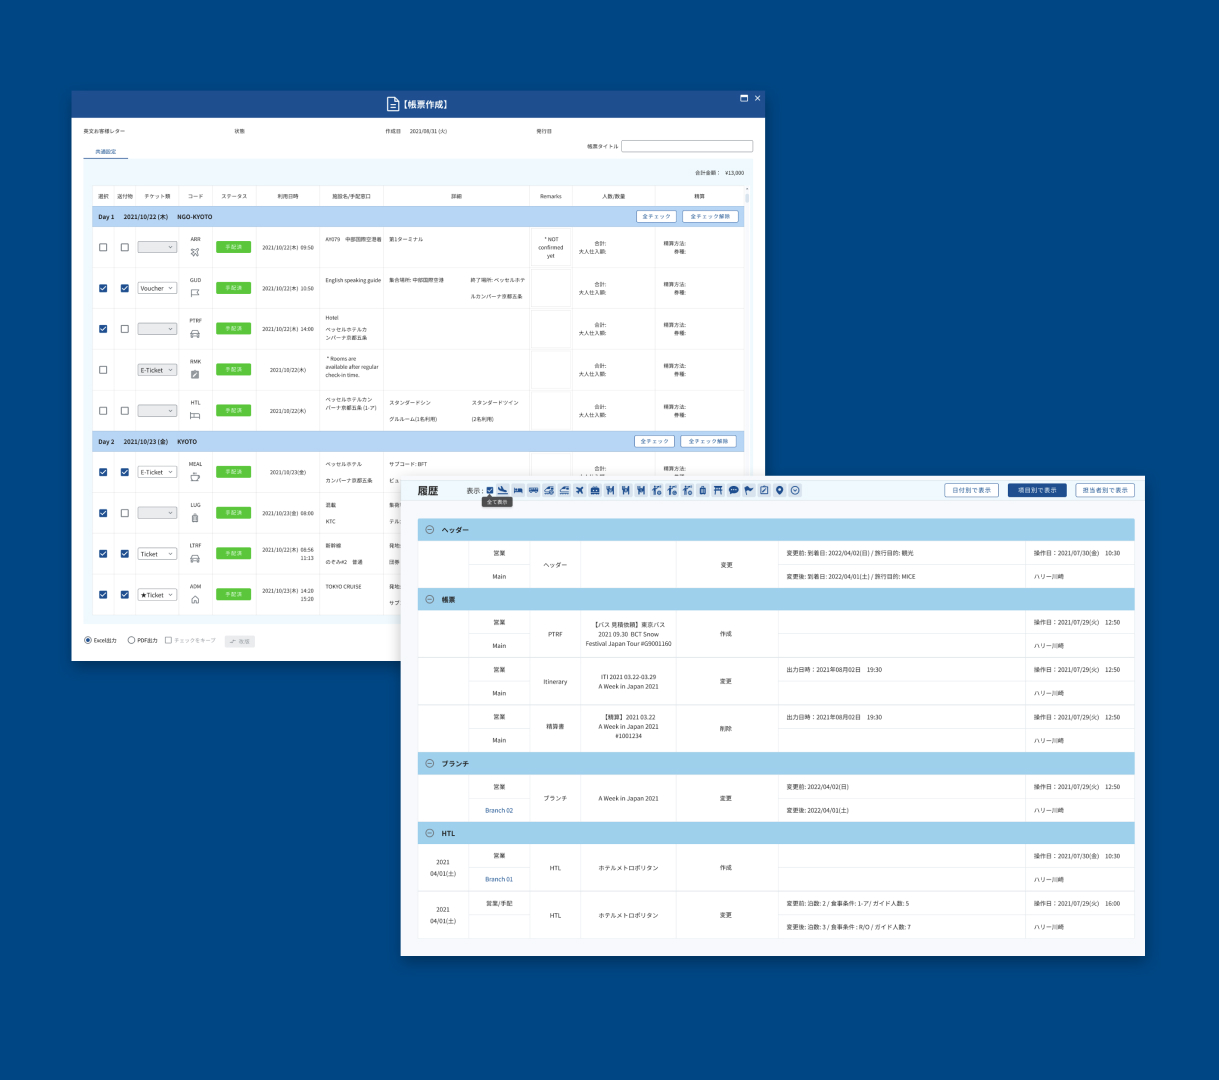 【帳票作成】
英文お客様レター 状態 作成日 2021/08/31 (火) 発行日
帳票タイトル
共通設定
合計金額： ¥13,000
選択 送付物 チケット類 コード ステータス 利用日時 施設名/手配窓口 詳細 Remarks 人数/数量 精算
Day 1 2021/10/22 (木) NGO-KYOTO 全チェック 全チェック解除
ARR 手配済 2021/10/22(木) 09:50 AY079 中部国際空港着 第1ターミナル * NOT confirmed yet 合計: 大人仕入額: 精算方法: 券種:
Voucher GUD 手配済 2021/10/22(木) 10:50 English speaking guide 集合場所: 中部国際空港 終了場所: ベッセルホテルカンパーナ京都五条 合計: 大人仕入額: 精算方法: 券種:
PTRF 手配済 2021/10/22(木) 14:00 Hotel ベッセルホテルカンパーナ京都五条 合計: 大人仕入額: 精算方法: 券種:
E-Ticket RMK 手配済 2021/10/22(木) * Rooms are available after regular check-in time. 合計: 大人仕入額: 精算方法: 券種:
HTL 手配済 2021/10/22(木) ベッセルホテルカンパーナ京都五条 (1-ア) スタンダードシングルルーム(1名利用) スタンダードツイン (2名利用) 合計: 大人仕入額: 精算方法: 券種:
Day 2 2021/10/23 (金) KYOTO 全チェック 全チェック解除
E-Ticket MEAL 手配済 2021/10/23(金) ベッセルホテルカンパーナ京都五条 サブコード: BFT ビュ 合計: 精算方法:
LUG 手配済 2021/10/23(金) 08:00 混載 KTC 集荷 テル
Ticket LTRF 手配済 2021/10/22(木) 08:56 11:13 新幹線 のぞみ#2 普通 発地: 団券
★Ticket ADM 手配済 2021/10/23(木) 14:20 15:20 TOKYO CRUISE 発地: サブ
Excel出力 PDF出力 チェックをキープ
履歴 表示： 日付別で表示 項目別で表示 担当者別で表示
全て表示
ヘッダー
営業 ヘッダー 変更 変更前: 到着日: 2022/04/02(日) / 旅行目的: 観光 操作日：2021/07/30(金) 10:30
Main 変更後: 到着日: 2022/04/01(土) / 旅行目的: MICE ハリー川崎
帳票
営業 PTRF 【バス 見積依頼】東京バス 2021 09.30 BCT Snow Festival Japan Tour #G9001160 作成 操作日：2021/07/29(火) 12:50
Main ハリー川崎
営業 Itinerary ITI 2021 03.22-03.29 A Week in Japan 2021 変更 出力日時：2021年08月02日 19:30 操作日：2021/07/29(火) 12:50
Main ハリー川崎
営業 精算書 【精算】2021 03.22 A Week in Japan 2021 #1001234 削除 出力日時：2021年08月02日 19:30 操作日：2021/07/29(火) 12:50
Main ハリー川崎
ブランチ
営業 ブランチ A Week in Japan 2021 変更 変更前: 2022/04/02(日) 操作日：2021/07/29(火) 12:50
Branch 02 変更後: 2022/04/01(土) ハリー川崎
HTL
2021 04/01(土) 営業 HTL ホテルメトロポリタン 作成 操作日：2021/07/30(金) 10:30
Branch 01 ハリー川崎
2021 04/01(土) 営業/手配 HTL ホテルメトロポリタン 変更 変更前: 泊数: 2 / 食事条件: 1-ア/ ガイド人数: 5 操作日：2021/07/29(火) 16:00
変更後: 泊数: 3 / 食事条件 : R/O / ガイド人数: 7 ハリー川崎